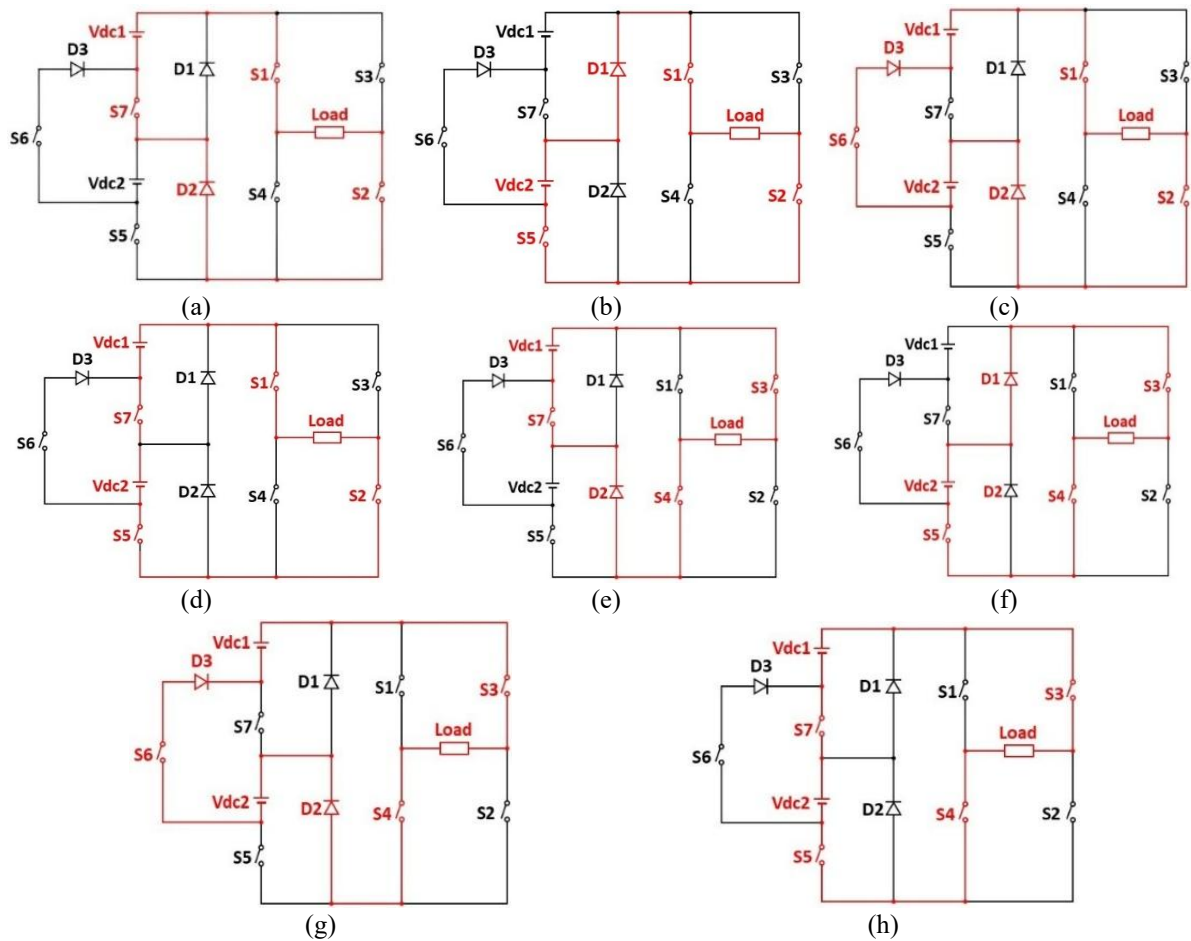 Vdc1
D3
D1
S1
S3
S7
Load
S6
Vdc2
D2
S4
S2
S5
(a)
Vdc1
D3
D1
S1
S3
S7
Load
S6
Vdc2
D2
S4
S2
S5
(b)
Vdc1
D3
D1
S1
S3
S7
Load
S6
Vdc2
D2
S4
S2
S5
(c)
Vdc1
D3
D1
S1
S3
S7
Load
S6
Vdc2
D2
S4
S2
S5
(d)
Vdc1
D3
D1
S1
S3
S7
Load
S6
Vdc2
D2
S4
S2
S5
(e)
Vdc1
D3
D1
S1
S3
S7
Load
S6
Vdc2
D2
S4
S2
S5
(f)
Vdc1
D3
D1
S1
S3
S7
Load
S6
Vdc2
D2
S4
S2
S5
(g)
Vdc1
D3
D1
S1
S3
S7
Load
S6
Vdc2
D2
S4
S2
S5
(h)